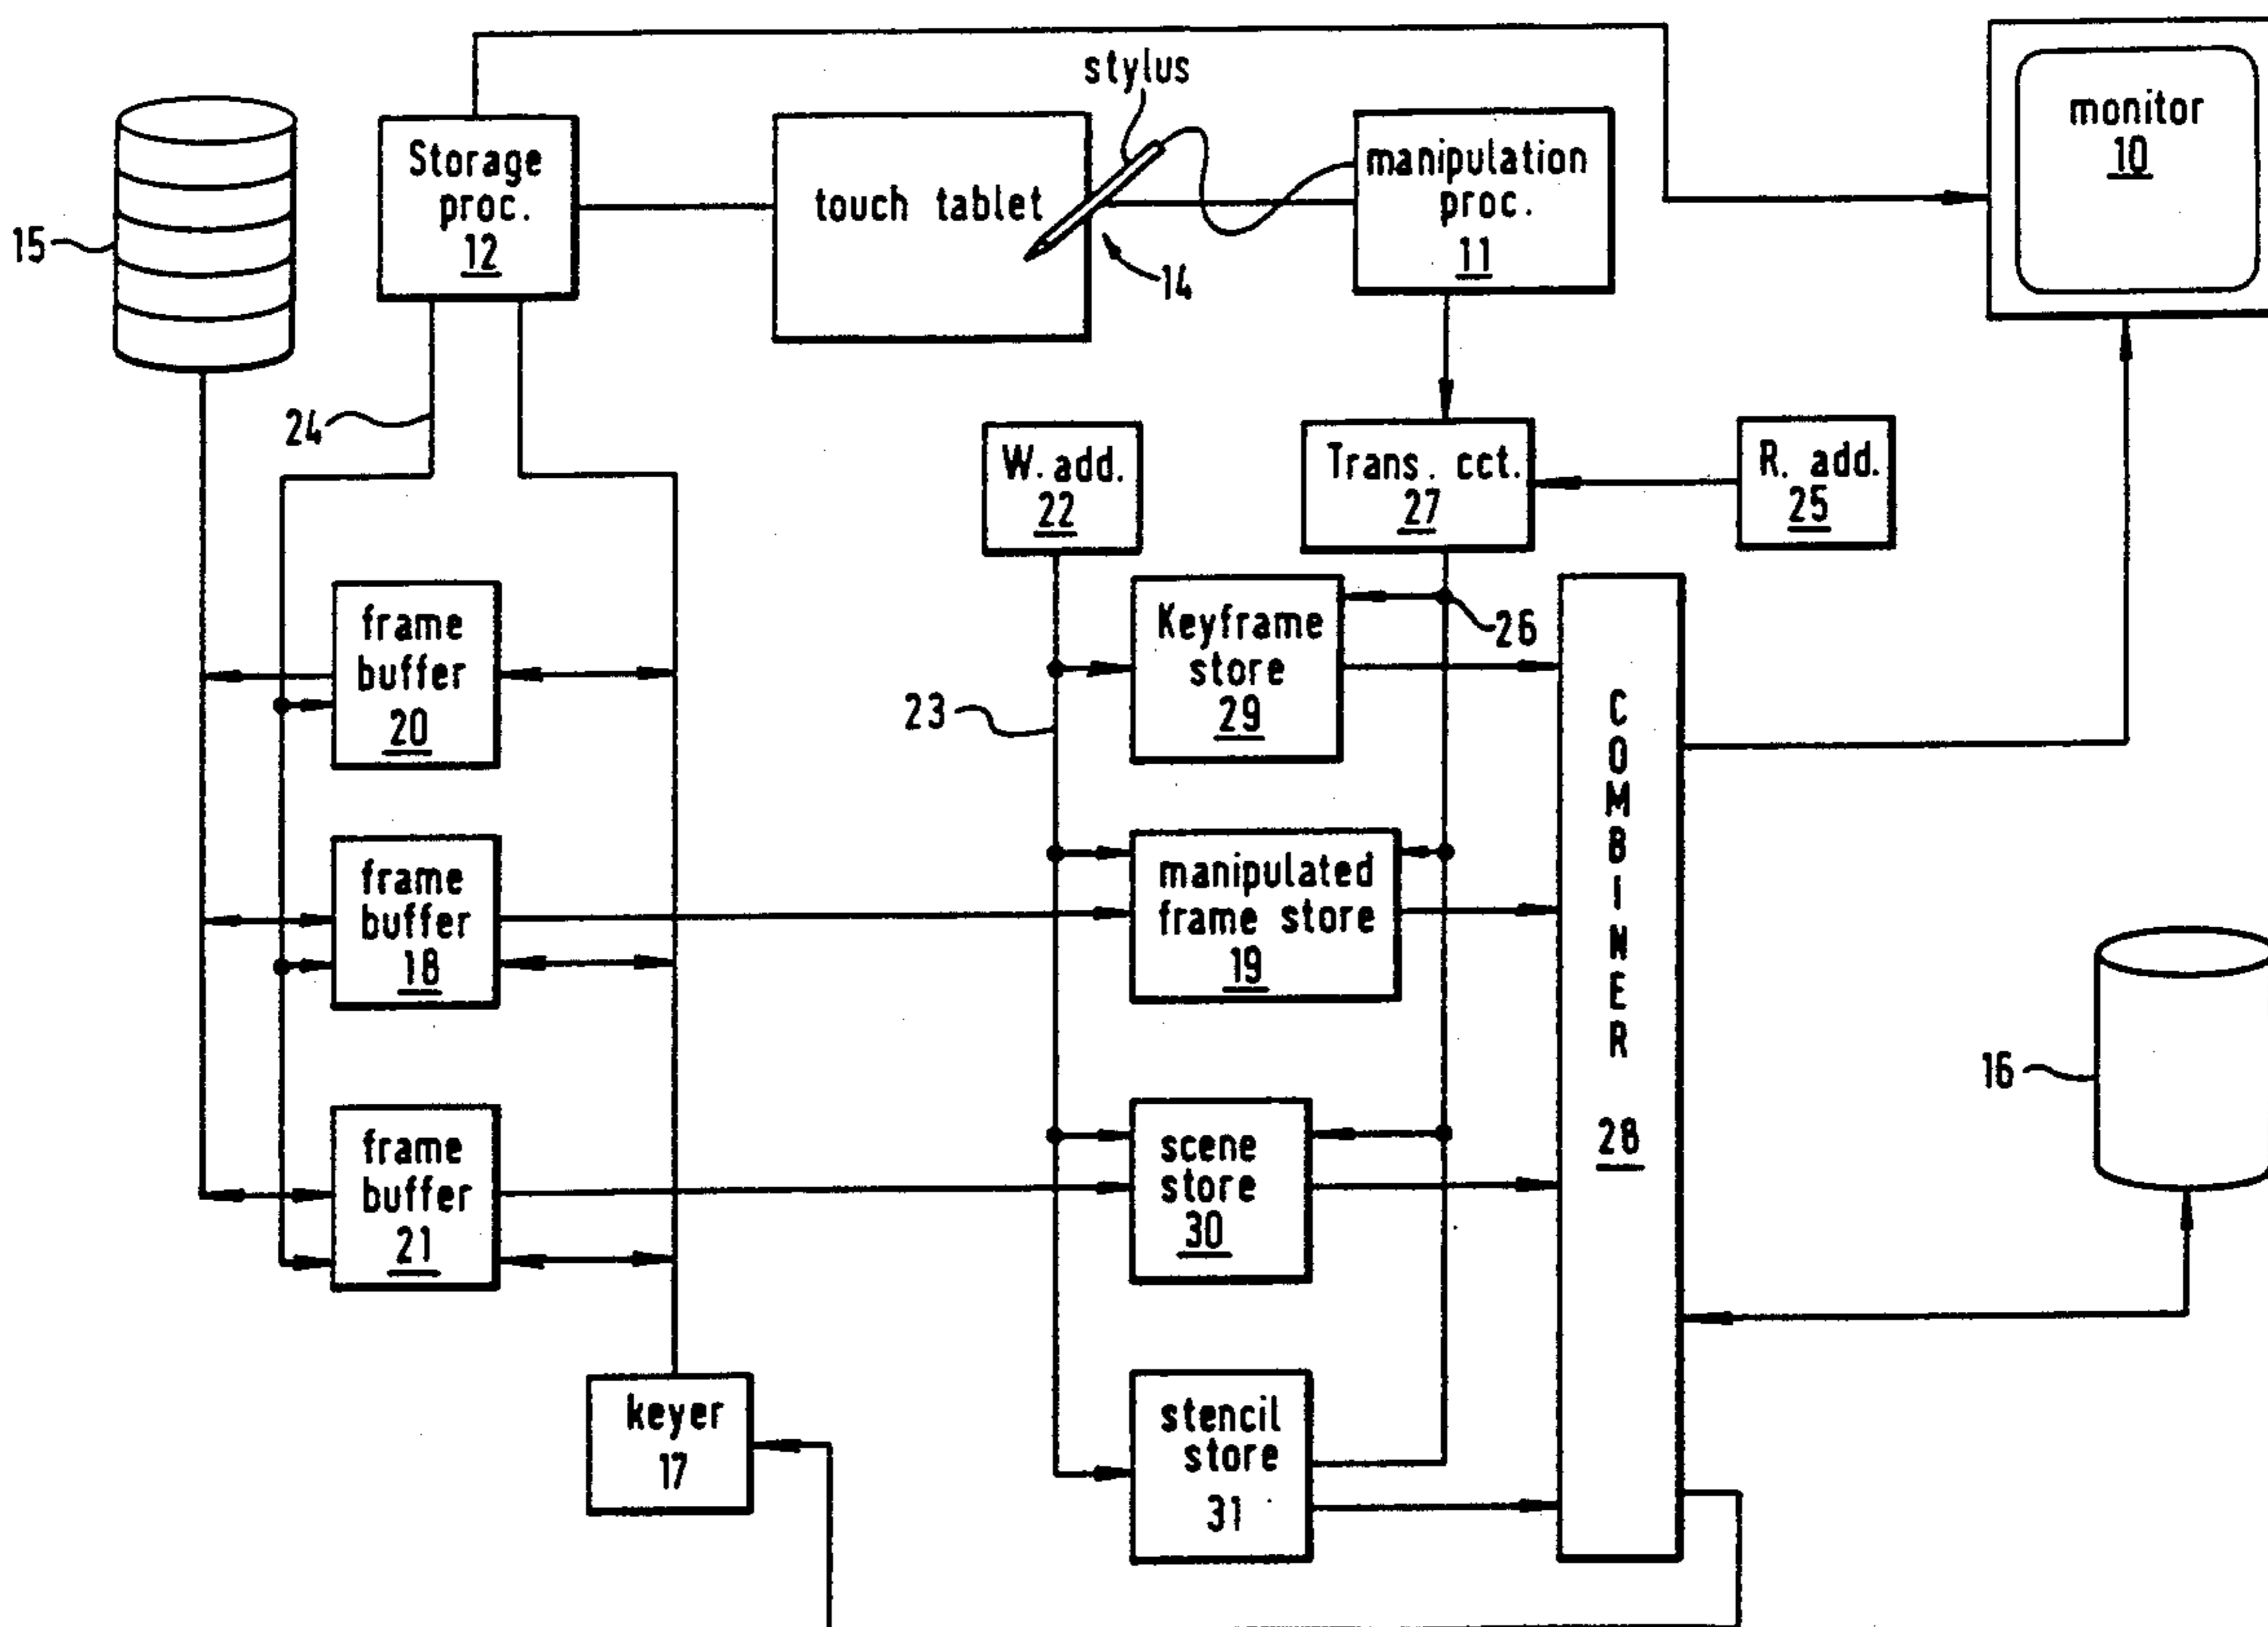 stylus
monitor
10
Storage
proc.
12
touch tablet
manipulation
proc.
11
15
14
24
W. add.
22
Trans. cct.
27
R. add.
25
frame
buffer
20
Keyframe
store
29
26
23
C
O
M
B
I
N
E
R
28
frame
buffer
18
manipulated
frame store
19
16
frame
buffer
21
scene
store
30
keyer
17
stencil
store
31